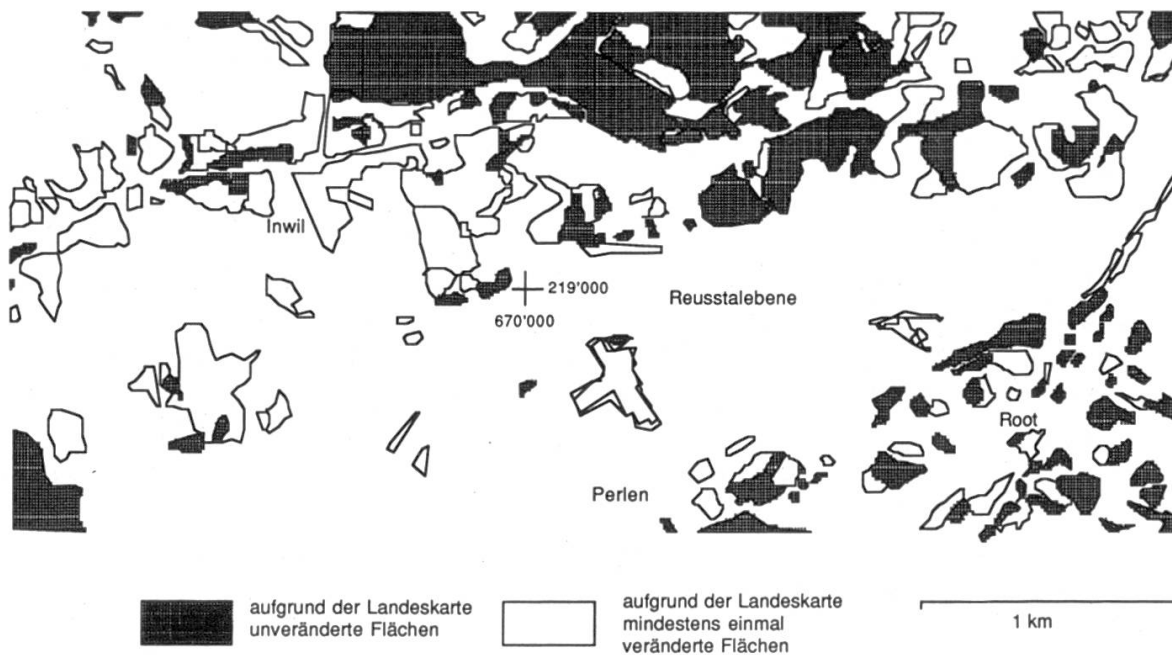 Inwil
219'000
Reusstalebene
670'000
Root
Perlen
aufgrund der Landeskarte
unveränderte Flächen
aufgrund der Landeskarte
mindestens einmal
veränderte Flächen
1 km